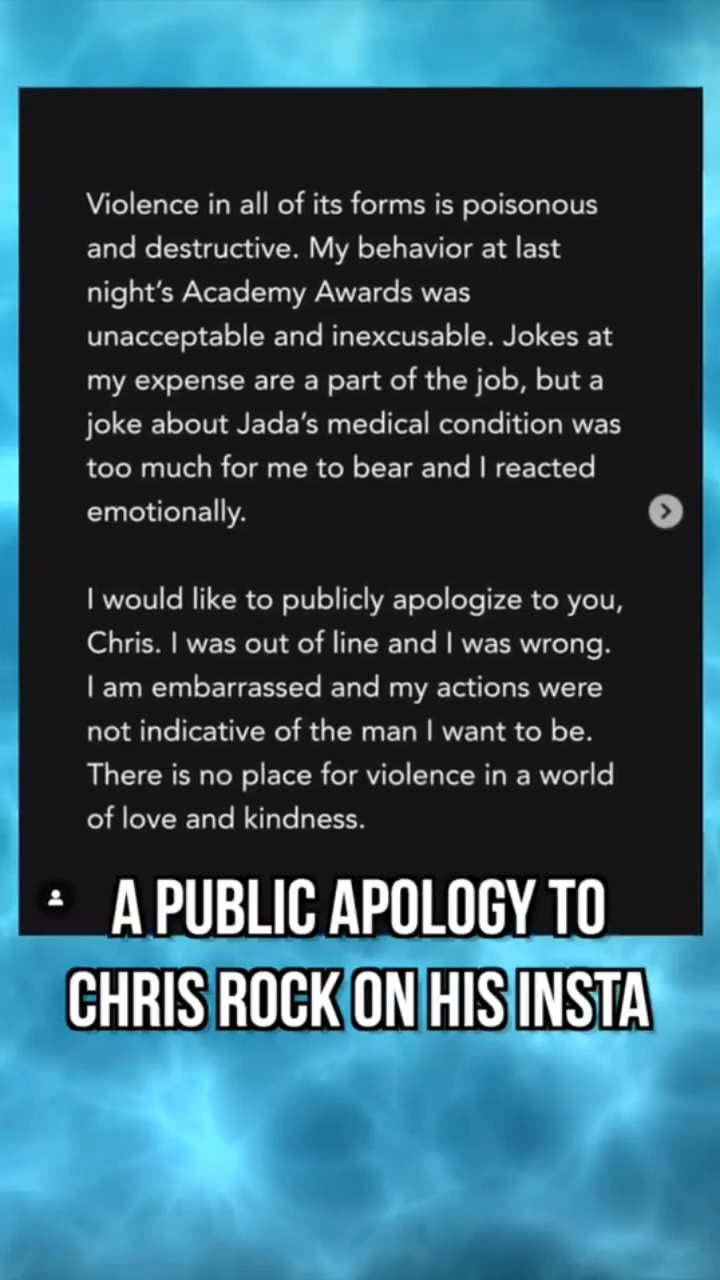 Violence in all of its forms is poisonous
and destructive. My behavior at last
night’s Academy Awards was
unacceptable and inexcusable. Jokes at
my expense are a part of the job, but a
joke about Jada’s medical condition was
too much for me to bear and I reacted
emotionally.
I would like to publicly apologize to you,
Chris. I was out of line and I was wrong.
I am embarrassed and my actions were
not indicative of the man I want to be.
There is no place for violence in a world
of love and kindness.
A PUBLIC APOLOGY TO
CHRIS ROCK ON HIS INSTA